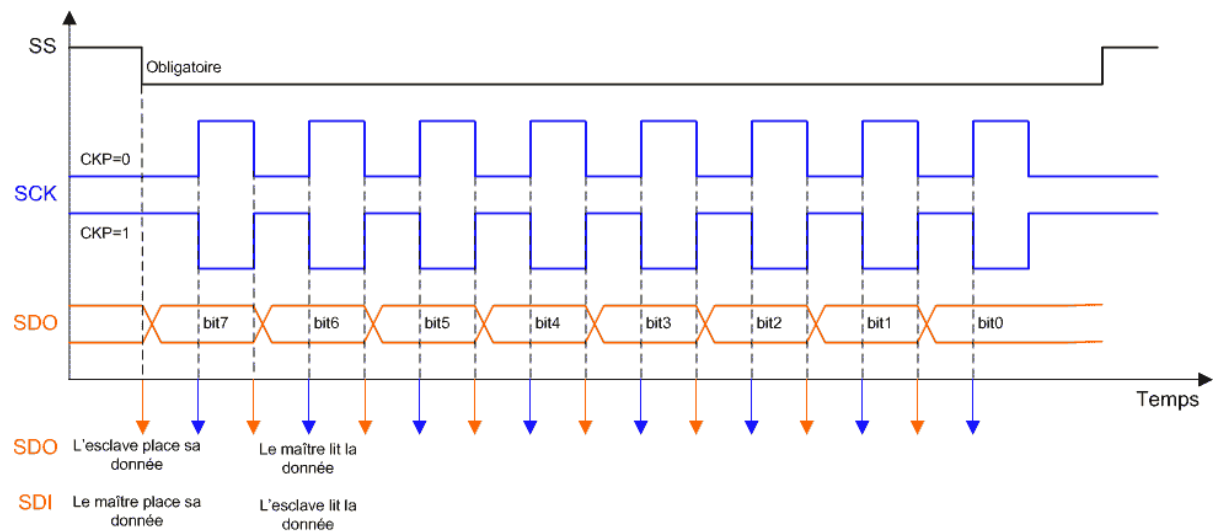 SS
Obligatoire
CKP=0
SCK
CKP=1
SDO
bit7 bit6 bit5 bit4 bit3 bit2 bit1 bit0
Temps
SDO
L'esclave place sa
donnée
Le maître lit la
donnée
SDI
Le maître place sa
donnée
L'esclave lit la
donnée